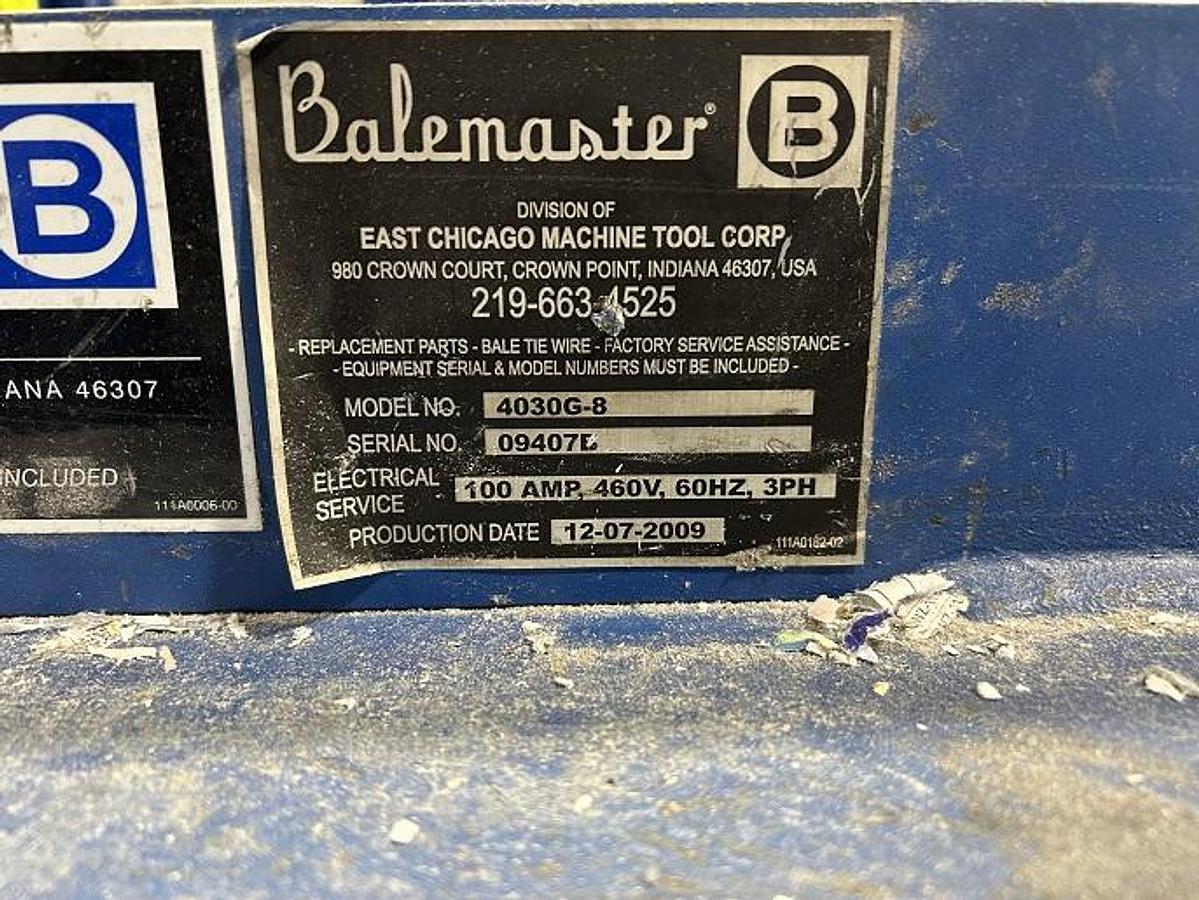 B
ANA 46307
INCLUDED
111A0006-00
Balemaster® B
DIVISION OF
EAST CHICAGO MACHINE TOOL CORP
980 CROWN COURT, CROWN POINT, INDIANA 46307, USA
219-663-4525
- REPLACEMENT PARTS - BALE TIE WIRE - FACTORY SERVICE ASSISTANCE -
- EQUIPMENT SERIAL & MODEL NUMBERS MUST BE INCLUDED -
MODEL NO. 4030G-8
SERIAL NO. 09407B
ELECTRICAL SERVICE 100 AMP, 460V, 60HZ, 3PH
PRODUCTION DATE 12-07-2009
111A0182-02